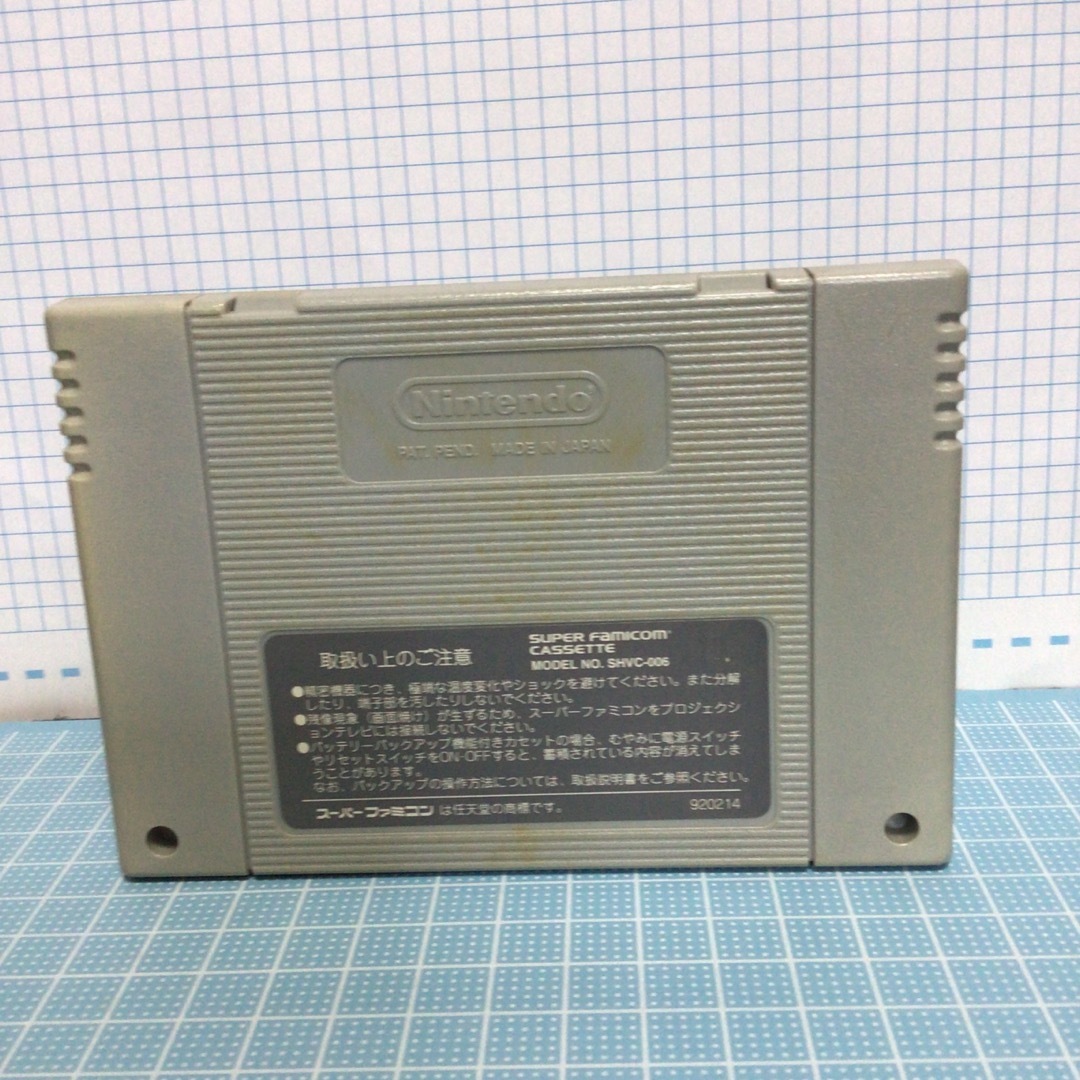 Nintendo
PAT. PEND. MADE IN JAPAN
取扱い上のご注意
SUPER FAMICOM
CASSETTE
MODEL NO. SHVC-006
●精密機器につき、極端な温度変化やショックを避けてください。また分解
したり、端子部を汚したりしないでください。
●残像現象(画面焼け)が生ずるため、スーパーファミコンをプロジェクシ
ョンテレビには接続しないでください。
●バッテリーバックアップ機能付きカセットの場合、むやみに電源スイッチ
やリセットスイッチをON-OFFすると、蓄積されている内容が消えてしま
うことがあります。
なお、バックアップの操作方法については、取扱説明書をご参照ください。
スーパーファミコン は任天堂の商標です。
920214